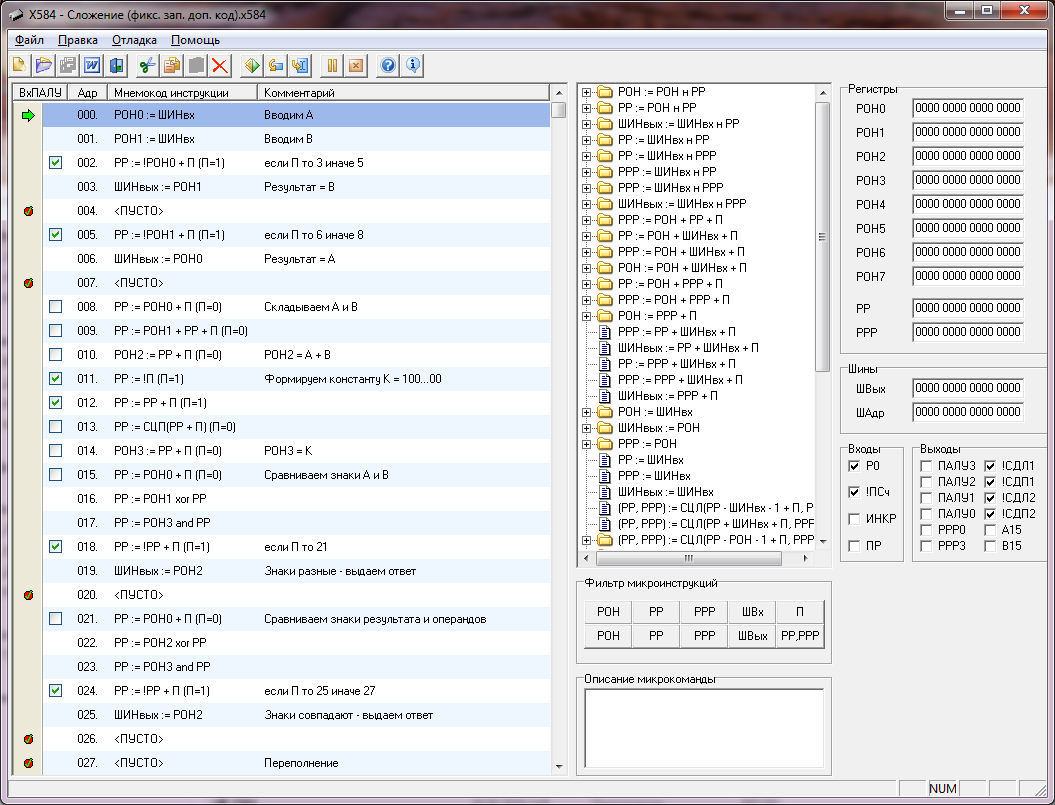 X584 - Сложение (фикс. зап. доп. код).x584
Файл Правка Отладка Помощь
ВхПАЛУ Адр Мнемокод инструкции Комментарий
000. РОН0 := ШИНвх Вводим А
001. РОН1 := ШИНвх Вводим В
002. РР := !РОН0 + П (П=1) если П то 3 иначе 5
003. ШИНвых := РОН1 Результат = В
004. <ПУСТО>
005. РР := !РОН1 + П (П=1) если П то 6 иначе 8
006. ШИНвых := РОН0 Результат = А
007. <ПУСТО>
008. РР := РОН0 + П (П=0) Складываем А и В
009. РР := РОН1 + РР + П (П=0)
010. РОН2 := РР + П (П=0) РОН2 = А + В
011. РР := !П (П=1) Формируем константу К = 100...00
012. РР := РР + П (П=1)
013. РР := СЦП(РР + П) (П=0)
014. РОН3 := РР + П (П=0) РОН3 = К
015. РР := РОН0 + П (П=0) Сравниваем знаки А и В
016. РР := РОН1 xor РР
017. РР := РОН3 and РР
018. РР := !РР + П (П=1) если П то 21
019. ШИНвых := РОН2 Знаки разные - выдаем ответ
020. <ПУСТО>
021. РР := РОН0 + П (П=0) Сравниваем знаки результата и операндов
022. РР := РОН2 xor РР
023. РР := РОН3 and РР
024. РР := !РР + П (П=1) если П то 25 иначе 27
025. ШИНвых := РОН2 Знаки совпадают - выдаем ответ
026. <ПУСТО>
027. <ПУСТО> Переполнение
РОН := РОН н РР
РР := РОН н РР
ШИНвых := ШИНвх н РР
РР := ШИНвх н РР
РР := ШИНвх н РРР
РРР := ШИНвх н РР
РРР := ШИНвх н РРР
ШИНвых := ШИНвх н РРР
РРР := РОН + РР + П
РР := РОН + ШИНвх + П
РРР := РОН + ШИНвх + П
РОН := РОН + ШИНвх + П
РР := РОН + РРР + П
РРР := РОН + РРР + П
РОН := РРР + П
РРР := РР + ШИНвх + П
ШИНвых := РР + ШИНвх + П
РР := РРР + ШИНвх + П
РРР := РРР + ШИНвх + П
ШИНвых := РРР + П
РОН := ШИНвх
ШИНвых := РОН
РРР := РОН
РР := ШИНвх
РРР := ШИНвх
ШИНвых := ШИНвх
(РР, РРР) := СЦЛ(РР - ШИНвх - 1 + П, Р
(РР, РРР) := СЦЛ(РР + ШИНвх + П, РРР
(РР, РРР) := СЦЛ(РР - РОН - 1 + П, РРР
Фильтр микроинструкций
РОН РР РРР ШВх П
РОН РР РРР ШВых РР,РРР
Описание микрокоманды
Регистры
РОН0 0000 0000 0000 0000
РОН1 0000 0000 0000 0000
РОН2 0000 0000 0000 0000
РОН3 0000 0000 0000 0000
РОН4 0000 0000 0000 0000
РОН5 0000 0000 0000 0000
РОН6 0000 0000 0000 0000
РОН7 0000 0000 0000 0000
РР 0000 0000 0000 0000
РРР 0000 0000 0000 0000
Шины
ШВых 0000 0000 0000 0000
ШАдр 0000 0000 0000 0000
Входы
Р0
!ПСч
ИНКР
ПР
Выходы
ПАЛУ3 !СДЛ1
ПАЛУ2 !СДП1
ПАЛУ1 !СДЛ2
ПАЛУ0 !СДП2
РРР0 А15
РРР3 В15
NUM